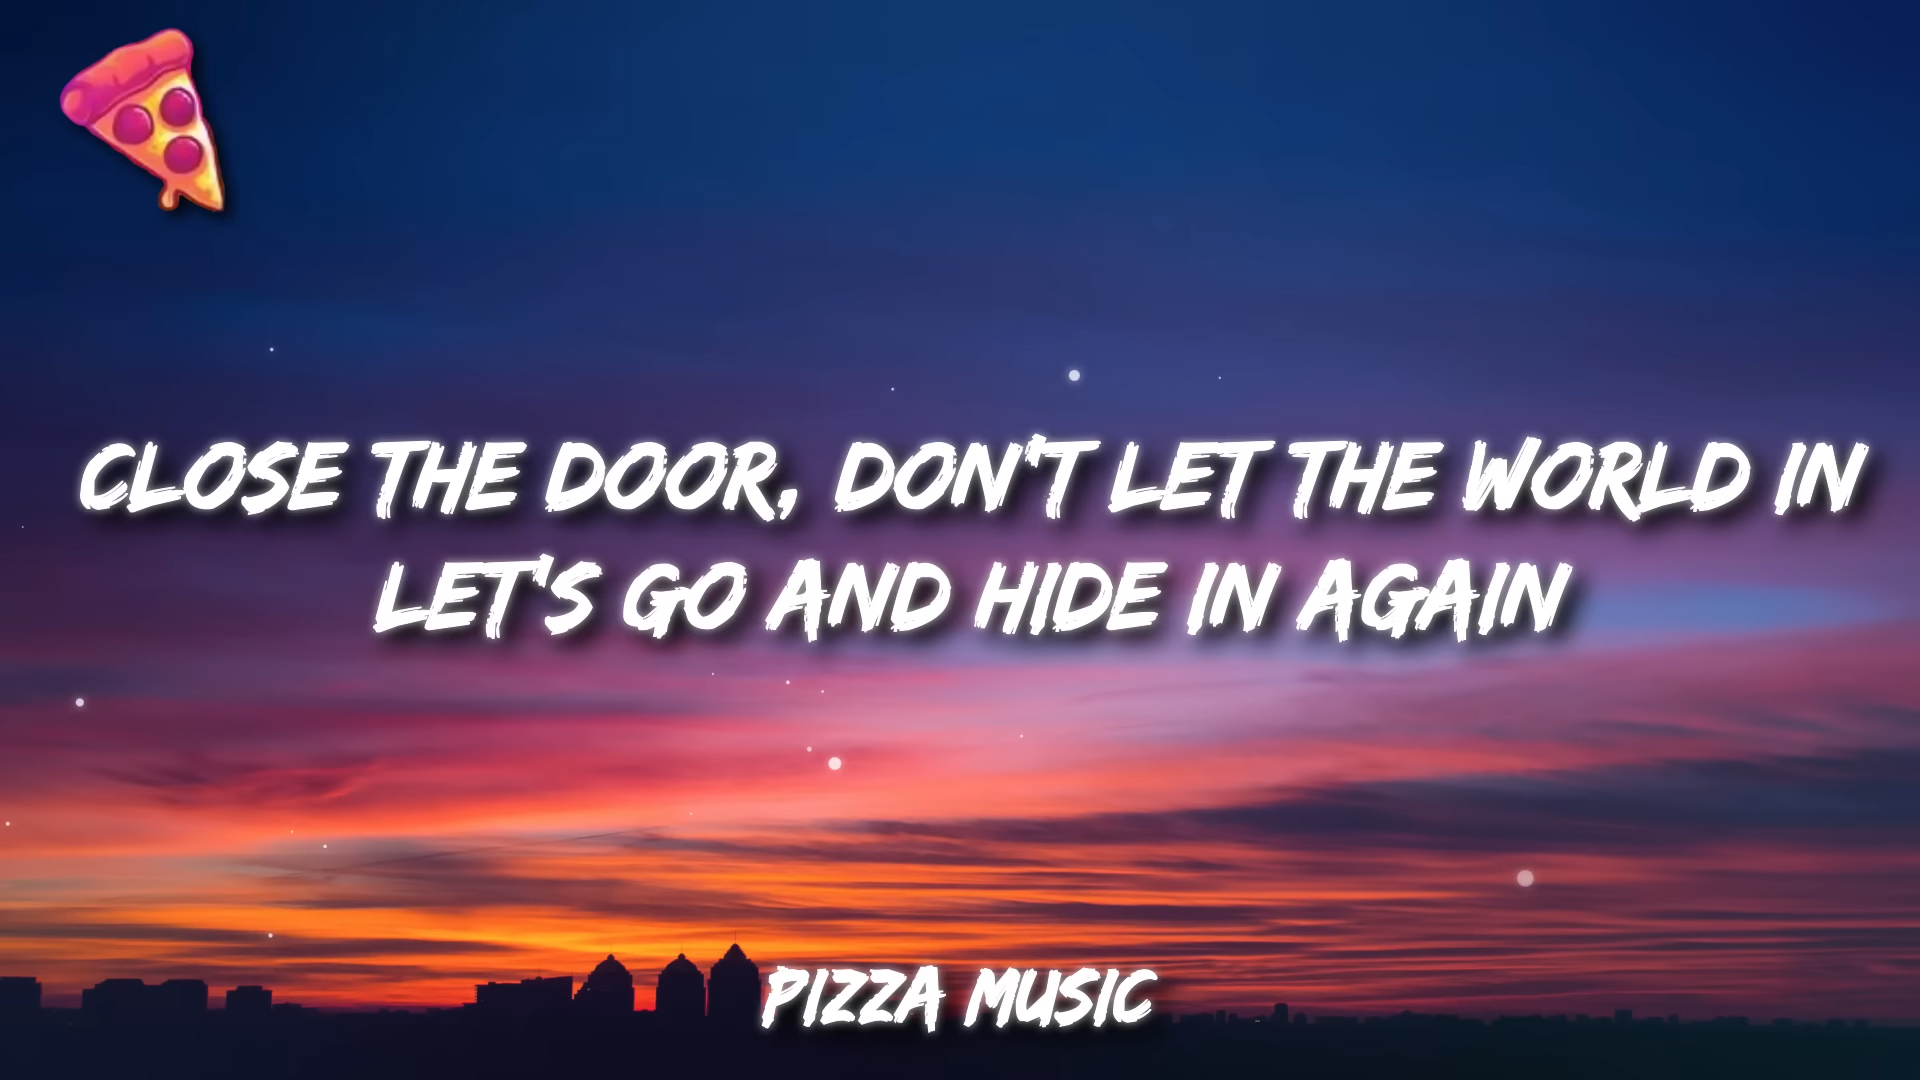 CLOSE THE DOOR, DON'T LET THE WORLD IN
LET'S GO AND HIDE IN AGAIN
PIZZA MUSIC